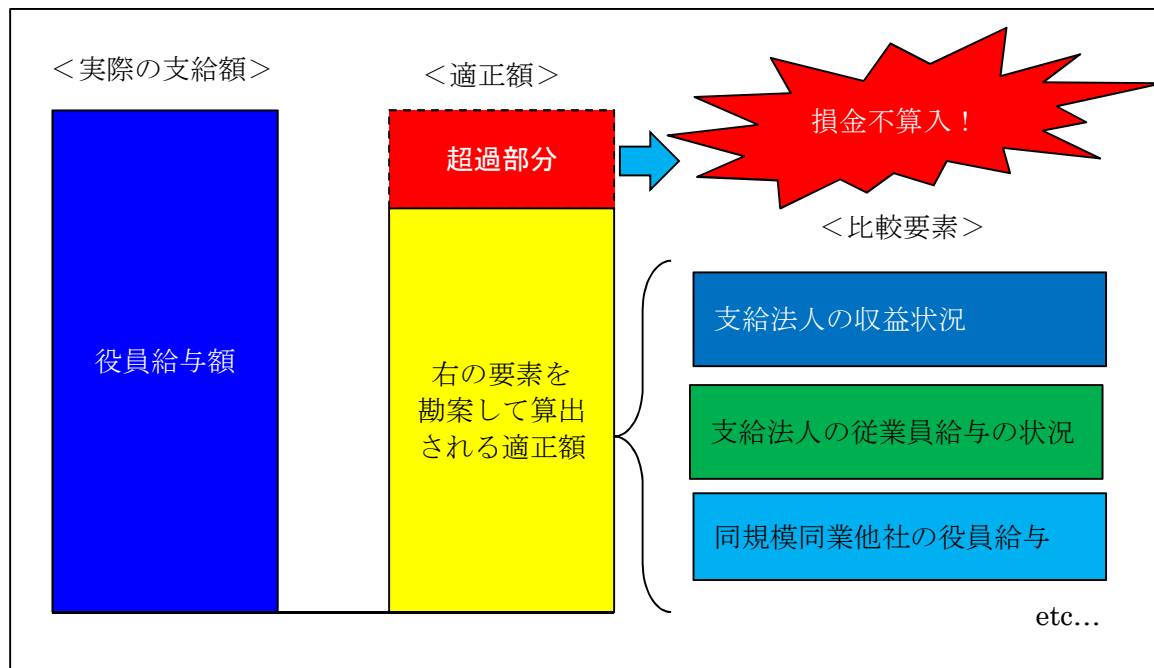 ＜実際の支給額＞
＜適正額＞
損金不算入！
超過部分
＜比較要素＞
役員給与額
右の要素を
勘案して算出
される適正額
支給法人の収益状況
支給法人の従業員給与の状況
同規模同業他社の役員給与
etc…